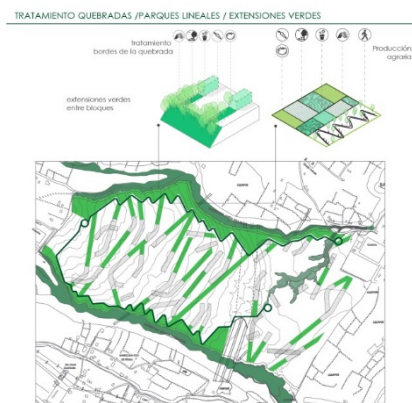 TRATAMIENTO QUEBRADAS /PARQUES LINEALES / EXTENSIONES VERDES
tratamiento
bordes de la quebrada
Producción
agraria
extensiones verdes
entre bloques